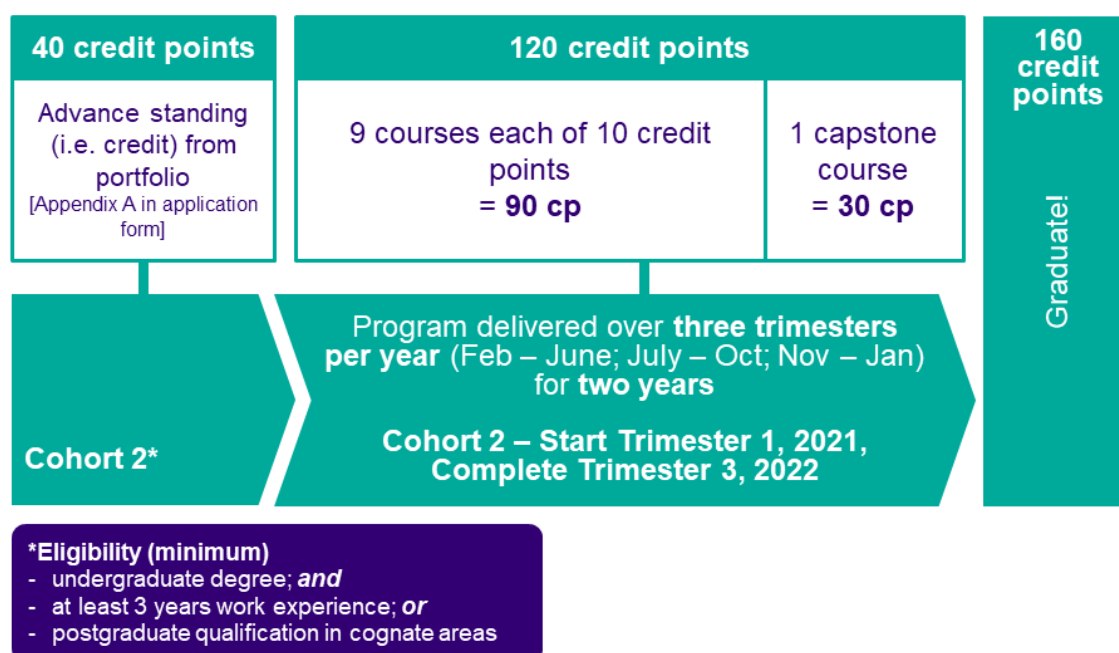 40 credit points
Advance standing
(i.e. credit) from
portfolio
[Appendix A in application
form]
120 credit points
9 courses each of 10 credit
points
= 90 cp
1 capstone
course
= 30 cp
160
credit
points
Graduate!
Cohort 2*
Program delivered over three trimesters
per year (Feb – June; July – Oct; Nov – Jan)
for two years
Cohort 2 – Start Trimester 1, 2021,
Complete Trimester 3, 2022
*Eligibility (minimum)
- undergraduate degree; and
- at least 3 years work experience; or
- postgraduate qualification in cognate areas